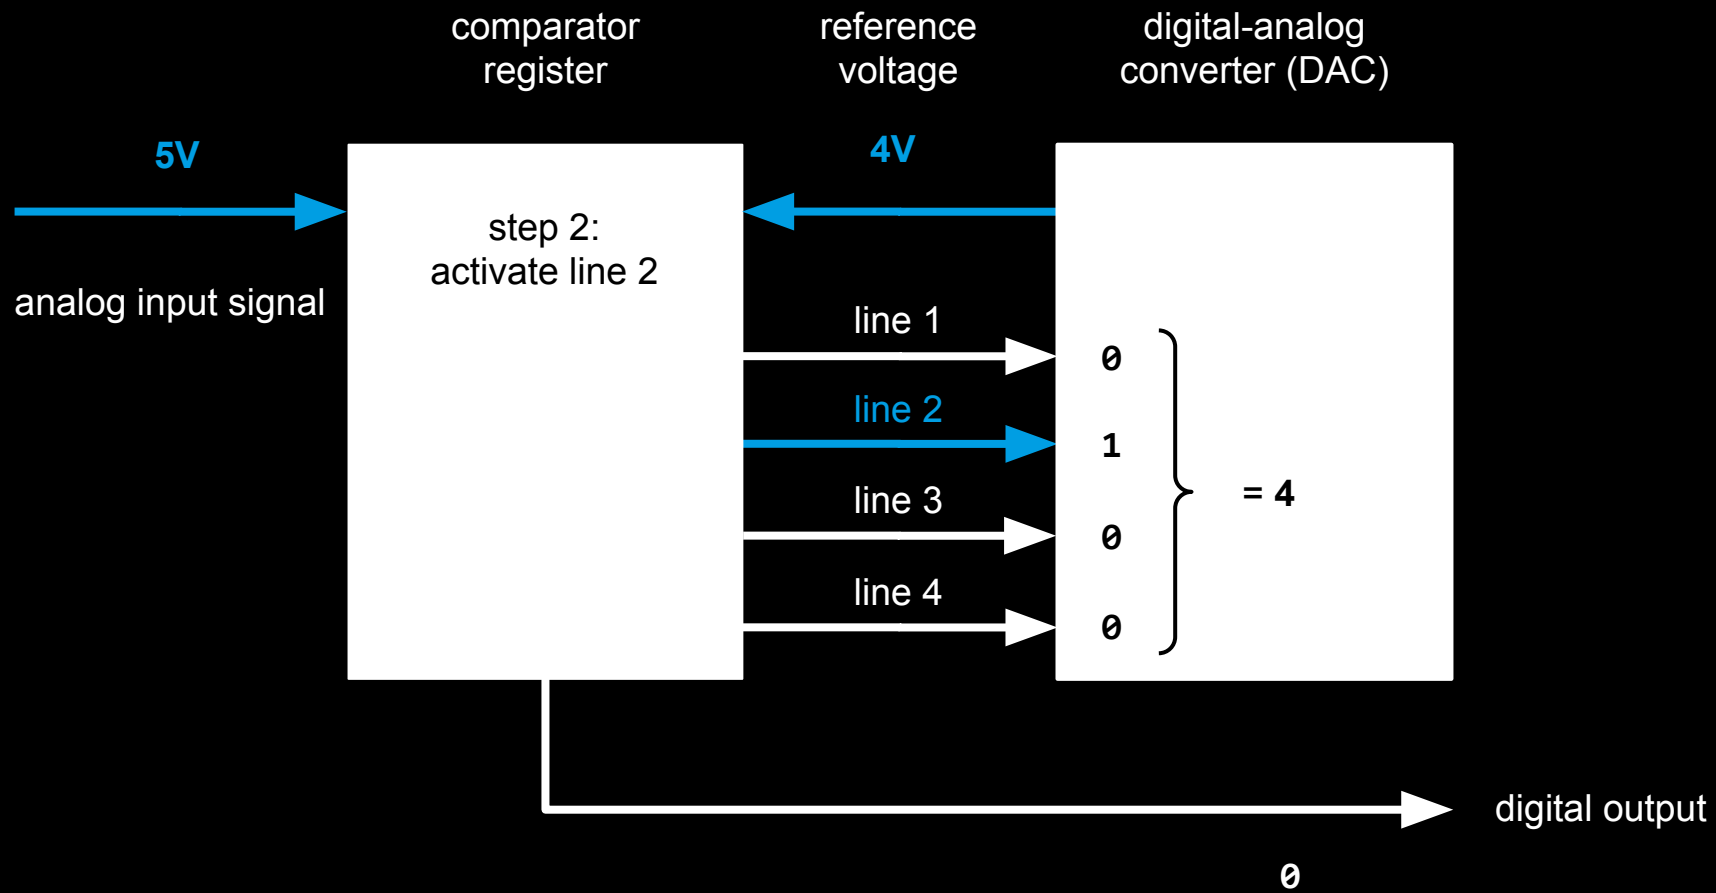 comparator
register
reference
voltage
digital-analog
converter (DAC)
5V
4V
step 2:
activate line 2
analog input signal
line 1
0
line 2
1
line 3
= 4
0
line 4
0
digital output
0